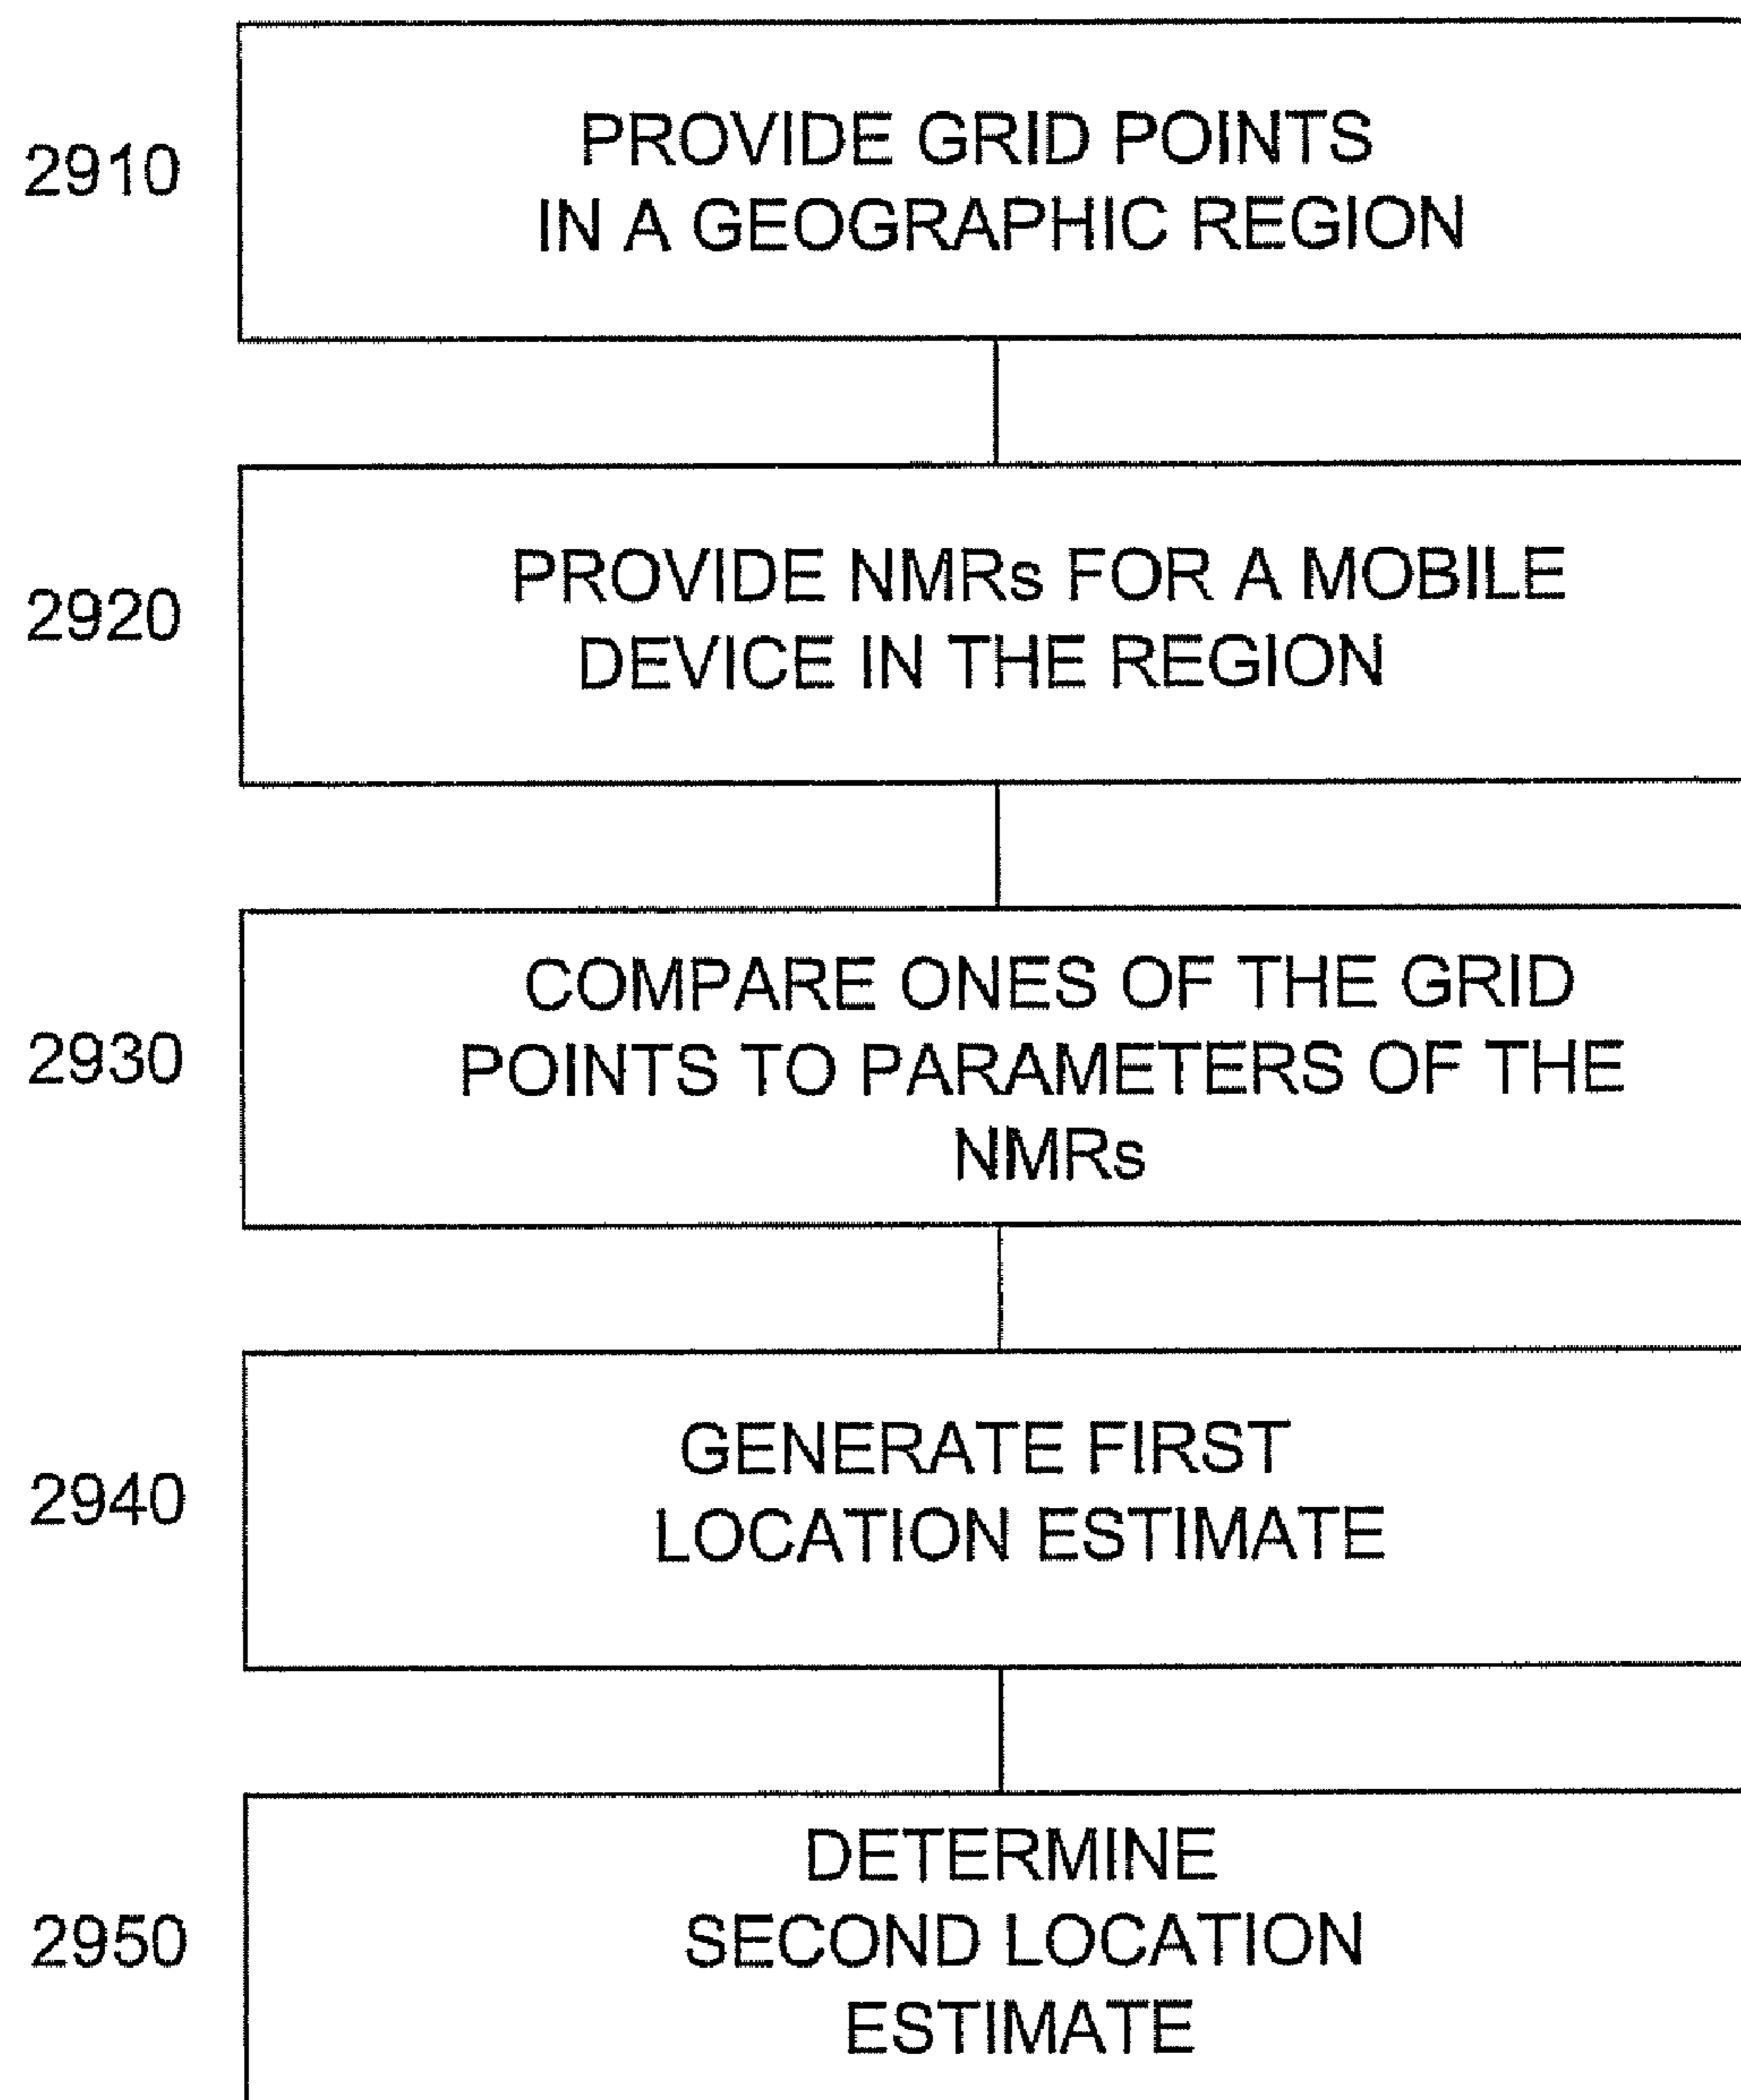 2910
PROVIDE GRID POINTS
IN A GEOGRAPHIC REGION
2920
PROVIDE NMRs FOR A MOBILE
DEVICE IN THE REGION
2930
COMPARE ONES OF THE GRID
POINTS TO PARAMETERS OF THE
NMRs
2940
GENERATE FIRST
LOCATION ESTIMATE
2950
DETERMINE
SECOND LOCATION
ESTIMATE